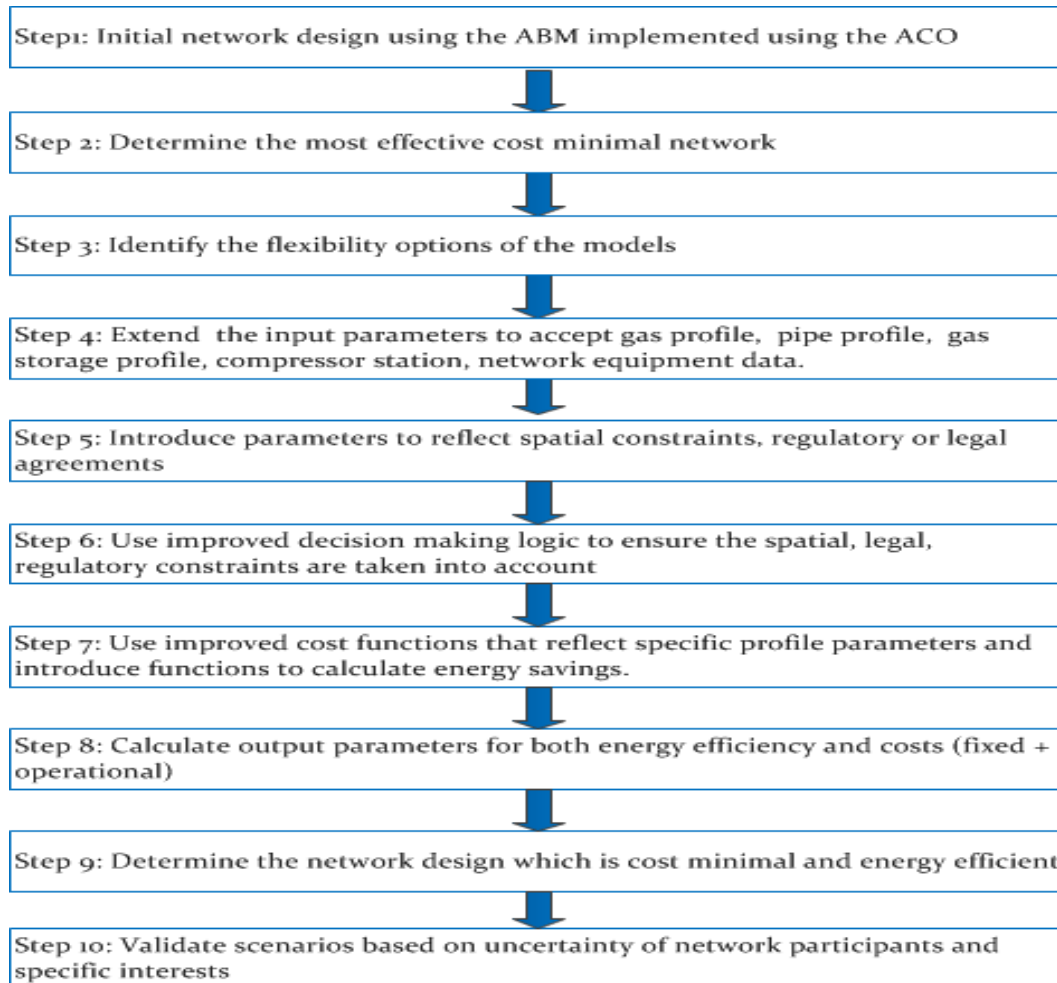 Step1: Initial network design using the ABM implemented using the ACO
Step 2: Determine the most effective cost minimal network
Step 3: Identify the flexibility options of the models
Step 4: Extend the input parameters to accept gas profile, pipe profile, gas
storage profile, compressor station, network equipment data.
Step 5: Introduce parameters to reflect spatial constraints, regulatory or legal
agreements
Step 6: Use improved decision making logic to ensure the spatial, legal,
regulatory constraints are taken into account
Step 7: Use improved cost functions that reflect specific profile parameters and
introduce functions to calculate energy savings.
Step 8: Calculate output parameters for both energy efficiency and costs (fixed +
operational)
Step 9: Determine the network design which is cost minimal and energy efficient
Step 10: Validate scenarios based on uncertainty of network participants and
specific interests